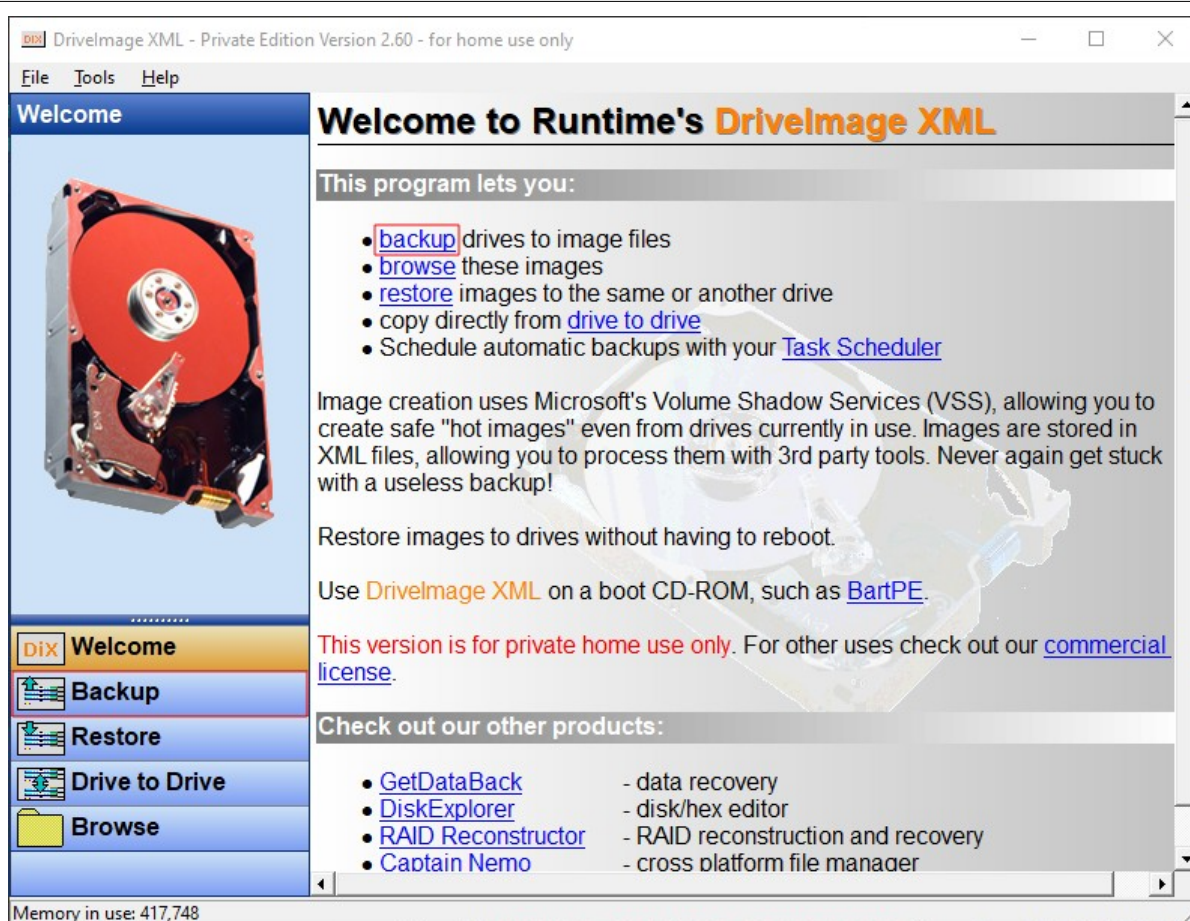 DIX DriveImage XML - Private Edition Version 2.60 - for home use only
File Tools Help
Welcome
Welcome to Runtime's DriveImage XML
This program lets you:
• backup drives to image files
• browse these images
• restore images to the same or another drive
• copy directly from drive to drive
• Schedule automatic backups with your Task Scheduler
Image creation uses Microsoft's Volume Shadow Services (VSS), allowing you to
create safe "hot images" even from drives currently in use. Images are stored in
XML files, allowing you to process them with 3rd party tools. Never again get stuck
with a useless backup!
Restore images to drives without having to reboot.
Use DriveImage XML on a boot CD-ROM, such as BartPE.
This version is for private home use only. For other uses check out our commercial
license.
Check out our other products:
• GetDataBack - data recovery
• DiskExplorer - disk/hex editor
• RAID Reconstructor - RAID reconstruction and recovery
• Captain Nemo - cross platform file manager
DiX Welcome
Backup
Restore
Drive to Drive
Browse
Memory in use: 417,748